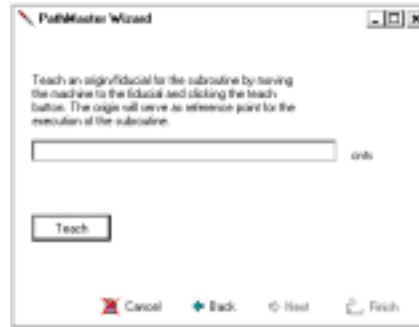 PathMaster Wizard
Teach an origin/fiducial for the subroutine by moving
the machine to the fiducial and clicking the teach
button. The origin will serve as reference point for the
execution of the subroutine.
cnts
Teach
Cancel Back Next Finish